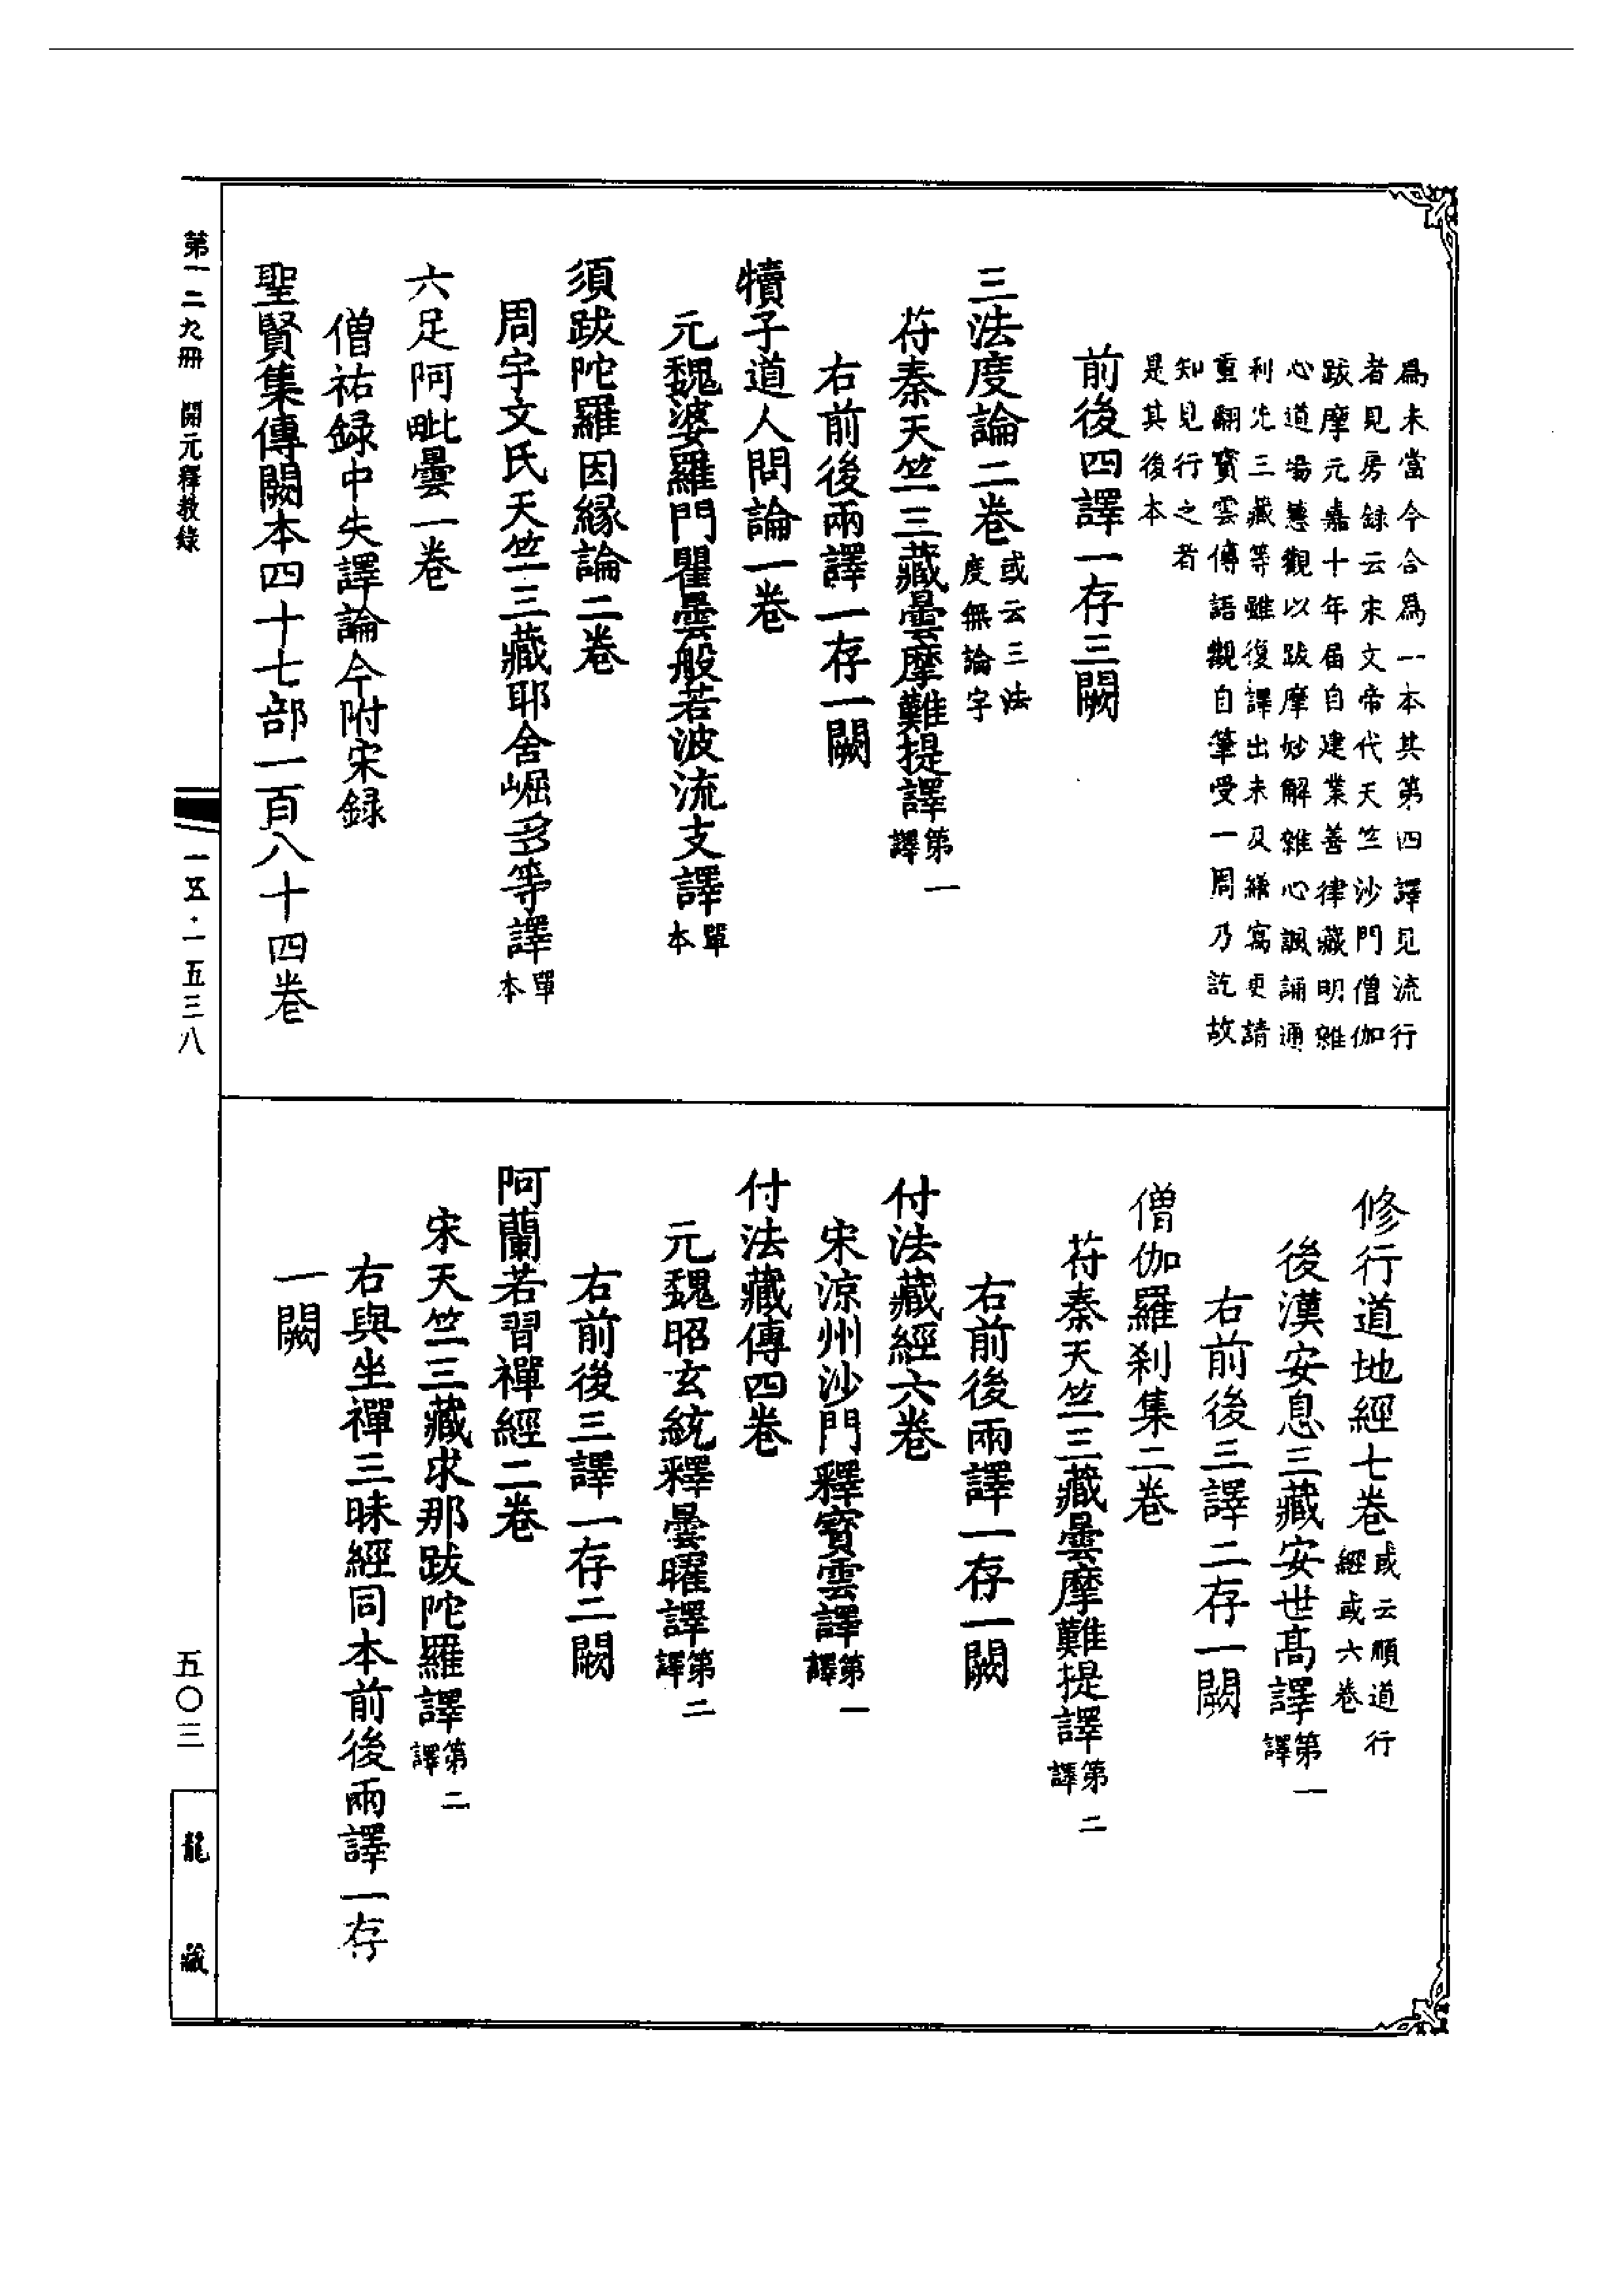 爲未當今合爲一本其第四譯見流行
者見房録云宋文帝代天竺沙門僧伽
跋摩元嘉十年届自建業善律藏明雜
心道場慧觀以跋摩妙解雜心諷誦通
利先三藏等雖復譯出未及繕寫更請
重翻寶雲傳語觀自筆受一周乃訖故
知見行之者
是其後本
前後四譯一存三闕
三法度論二卷或云三法度無論字
苻秦天竺三藏曇摩難提譯第一譯
右前後兩譯一存一闕
犢子道人問論一卷
元魏婆羅門瞿曇般若波流支譯單本
須跋陀羅因緣論二卷
周宇文氏天竺三藏耶舍崛多等譯單本
六足阿毗曇一卷
僧祐録中失譯論今附宋録
聖賢集傳闕本四十七部一百八十四卷
修行道地經七卷或云順道行經或六卷
後漢安息三藏安世髙譯第一譯
右前後三譯二存一闕
僧伽羅刹集二卷
苻秦天竺三藏曇摩難提譯第二譯
右前後兩譯一存一闕
付法藏經六卷
宋涼州沙門釋寶雲譯第一譯
付法藏傳四卷
元魏昭玄統釋曇曜譯第二譯
右前後三譯一存二闕
阿蘭若習禪經二卷
宋天竺三藏求那跋陀羅譯第二譯
右與坐禪三昧經同本前後兩譯一存
一闕
第一二九冊 開元釋教錄
一五·一五三八
五〇三
龍藏